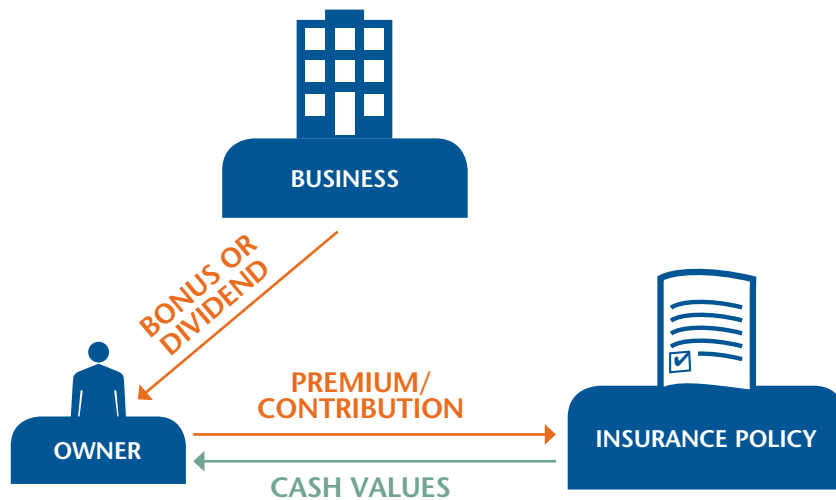 BUSINESS
BONUS OR
DIVIDEND
PREMIUM/
CONTRIBUTION
OWNER
INSURANCE POLICY
CASH VALUES